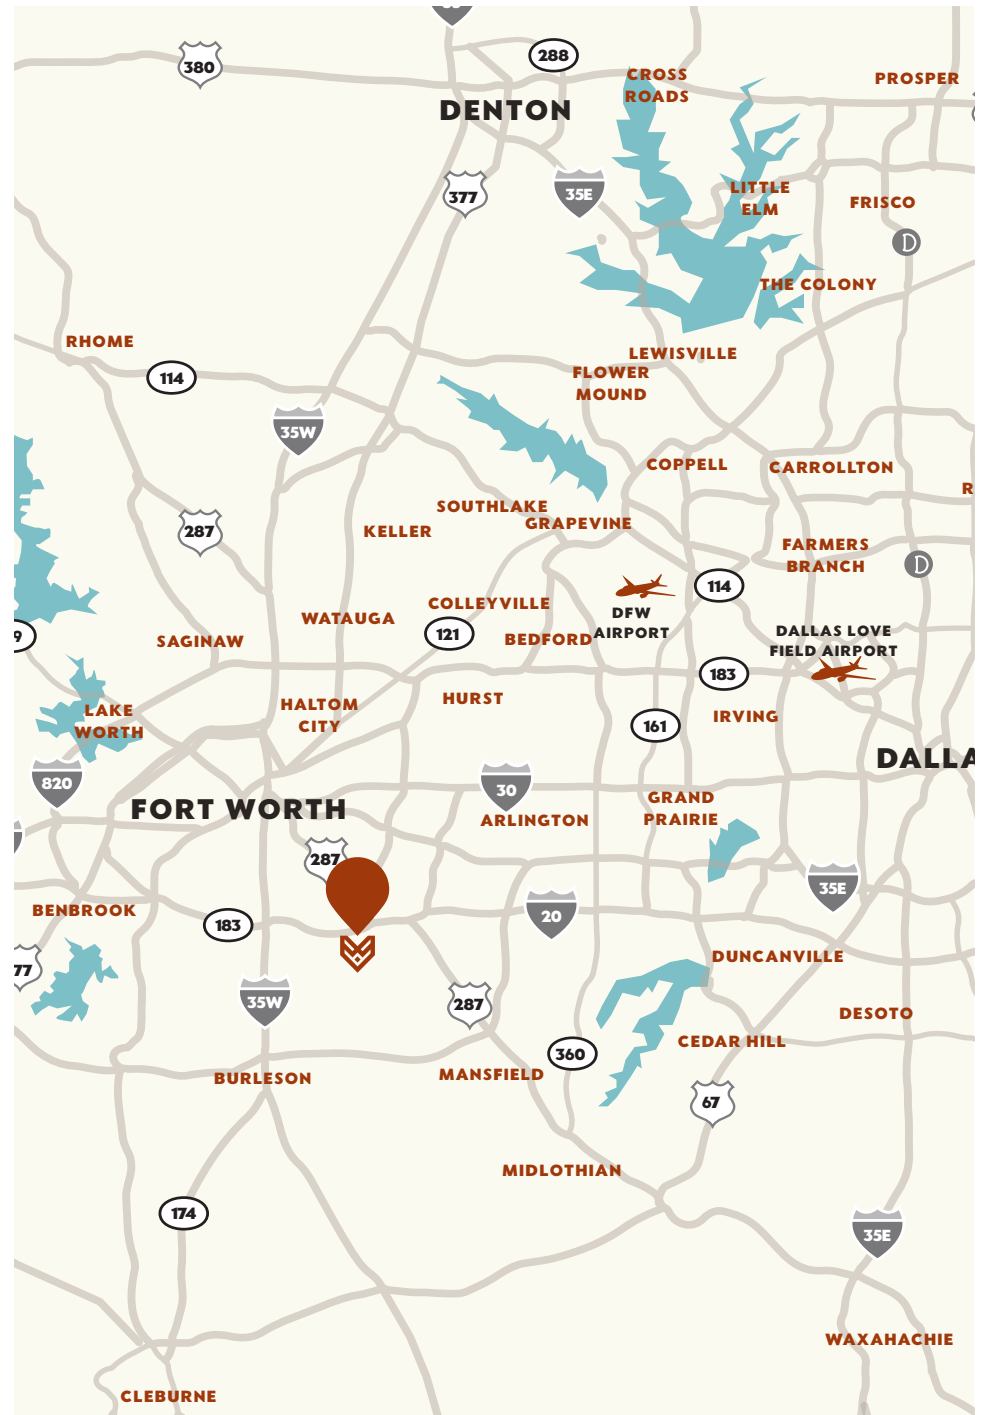 380
288
CROSS
ROADS
PROSPER
DENTON
377
35E
LITTLE
ELM
FRISCO
D
THE COLONY
RHOME
114
LEWISVILLE
FLOWER
MOUND
35W
COPPELL
CARROLLTON
R
SOUTHLAKE
GRAPEVINE
287
KELLER
FARMERS
BRANCH
D
114
COLLEYVILLE
DFW
AIRPORT
WATAUGA
121
BEDFORD
DALLAS LOVE
FIELD AIRPORT
9
SAGINAW
183
HURST
HALTOM
CITY
LAKE
WORTH
161
IRVING
DALLA
820
30
GRAND
PRAIRIE
FORT WORTH
ARLINGTON
287
35E
BENBROOK
183
20
DUNCANVILLE
77
35W
287
DESOTO
CEDAR HILL
360
BURLESON
MANSFIELD
67
MIDLOTHIAN
174
35E
WAXAHACHIE
CLEBURNE